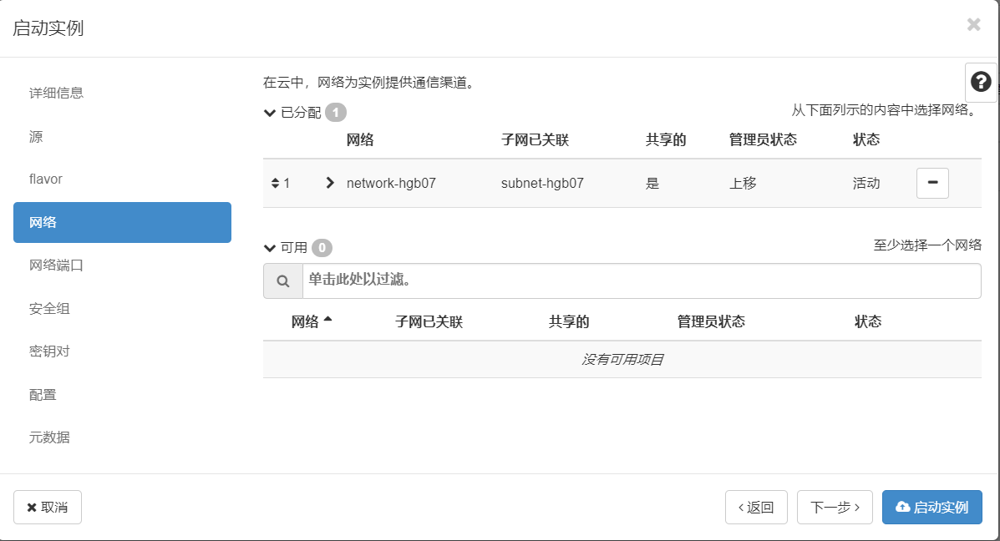 启动实例
×
详细信息
源
flavor
网络
网络端口
安全组
密钥对
配置
元数据
在云中，网络为实例提供通信渠道。
已分配 1
从下面列示的内容中选择网络。
网络 子网已关联 共享的 管理员状态 状态
1 network-hgb07 subnet-hgb07 是 上移 活动
可用 0
至少选择一个网络
单击此处以过滤。
网络 子网已关联 共享的 管理员状态 状态
没有可用项目
× 取消
‹ 返回
下一步 ›
启动实例